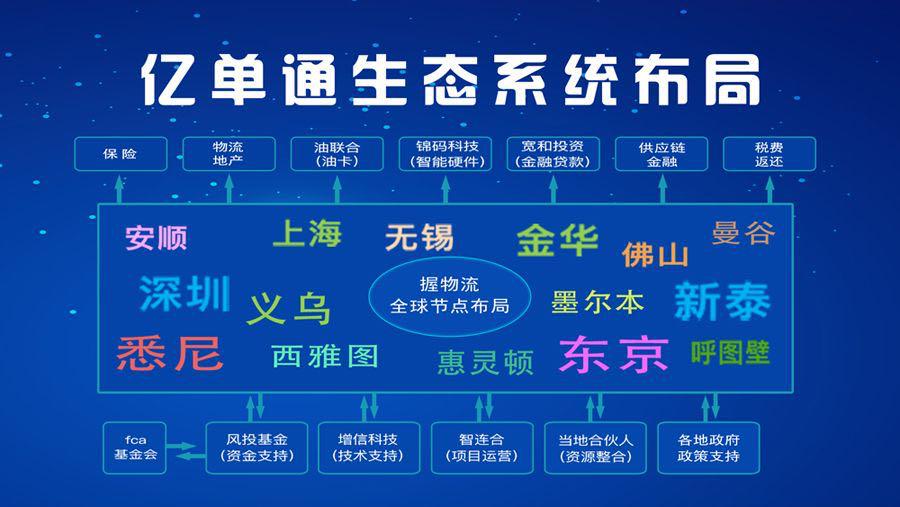 亿单通生态系统布局
保险
物流
地产
油联合
(油卡)
锦码科技
(智能硬件)
宽和投资
(金融贷款)
供应链
金融
税费
返还
安顺
上海
无锡
金华
佛山
曼谷
深圳
义乌
握物流
全球节点布局
墨尔本
新泰
悉尼
西雅图
惠灵顿
东京
呼图壁
fca
基金会
风投基金
(资金支持)
增信科技
(技术支持)
智连合
(项目运营)
当地合伙人
(资源整合)
各地政府
政策支持